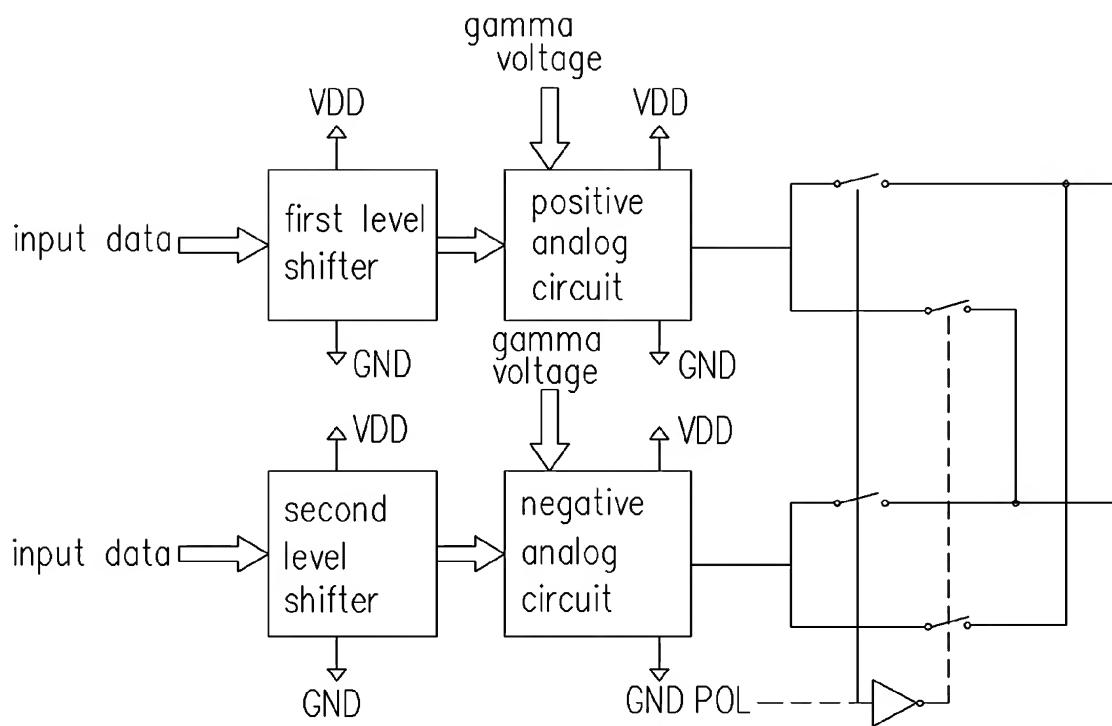 gamma
voltage
VDD
VDD
input data
first level
shifter
positive
analog
circuit
GND
gamma
voltage
GND
VDD
VDD
input data
second
level
shifter
negative
analog
circuit
GND
GND POL